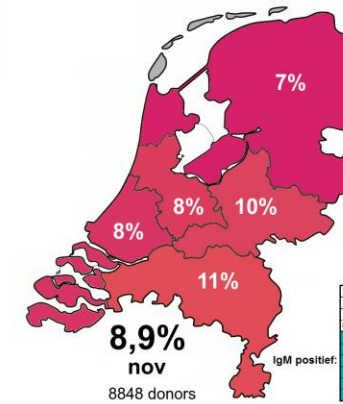 7%
8%
10%
8%
11%
8,9%
nov
8848 donors
IgM positief: